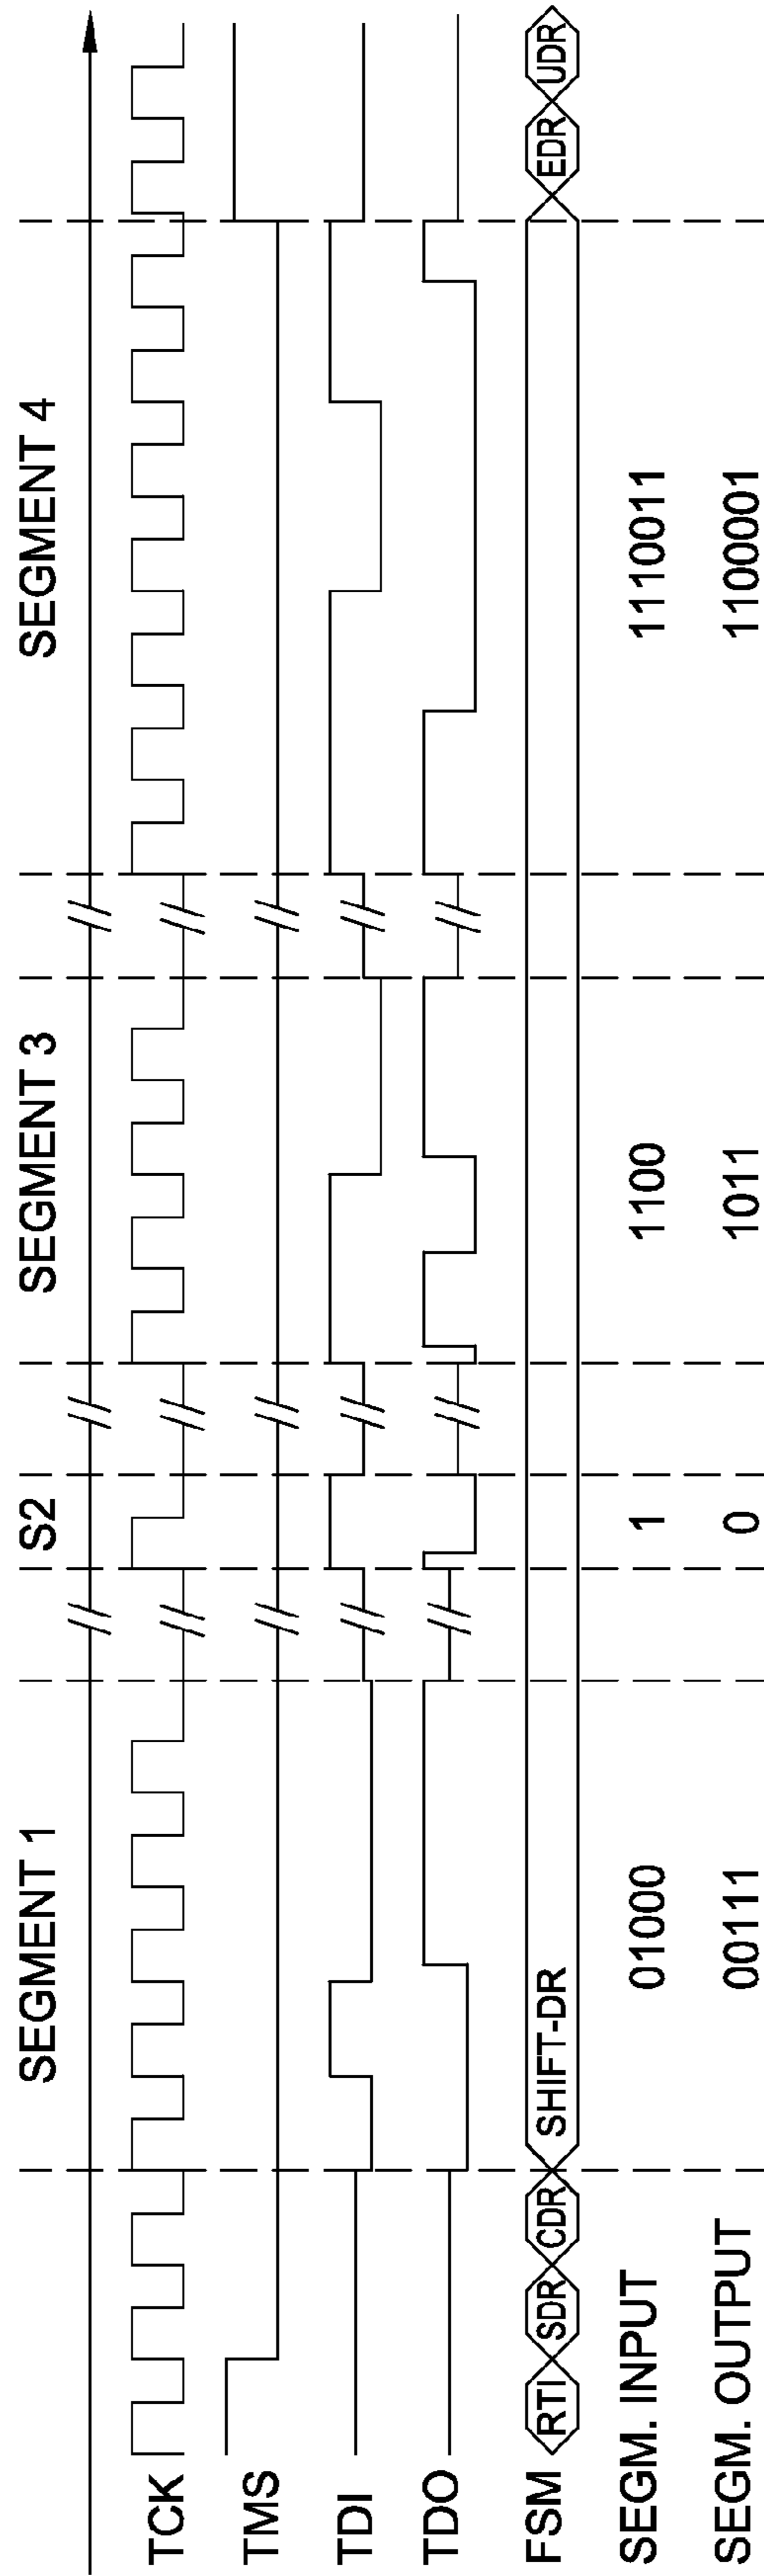 SEGMENT 1 S2 SEGMENT 3 SEGMENT 4
TCK
TMS
TDI
TDO
FSM RTI SDR CDR SHIFT-DR EDR UDR
SEGM. INPUT 01000 1 1100 1110011
SEGM. OUTPUT 00111 0 1011 1100001